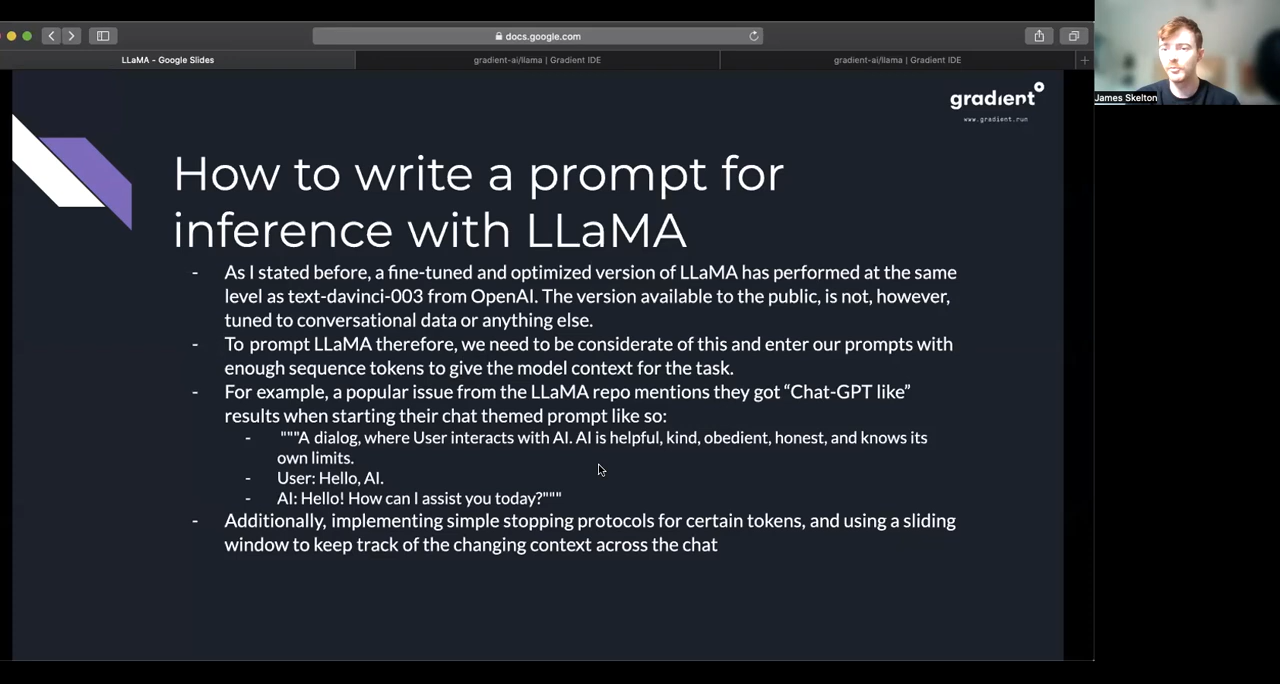 docs.google.com
LLaMA - Google Slides
gradient-ai/llama | Gradient IDE
gradient-ai/llama | Gradient IDE
James Skelton
gradient
www.gradient.run
How to write a prompt for
inference with LLaMA
- As I stated before, a fine-tuned and optimized version of LLaMA has performed at the same
level as text-davinci-003 from OpenAI. The version available to the public, is not, however,
tuned to conversational data or anything else.
- To prompt LLaMA therefore, we need to be considerate of this and enter our prompts with
enough sequence tokens to give the model context for the task.
- For example, a popular issue from the LLaMA repo mentions they got “Chat-GPT like”
results when starting their chat themed prompt like so:
- """A dialog, where User interacts with AI. AI is helpful, kind, obedient, honest, and knows its
own limits.
- User: Hello, AI.
- AI: Hello! How can I assist you today?"""
- Additionally, implementing simple stopping protocols for certain tokens, and using a sliding
window to keep track of the changing context across the chat